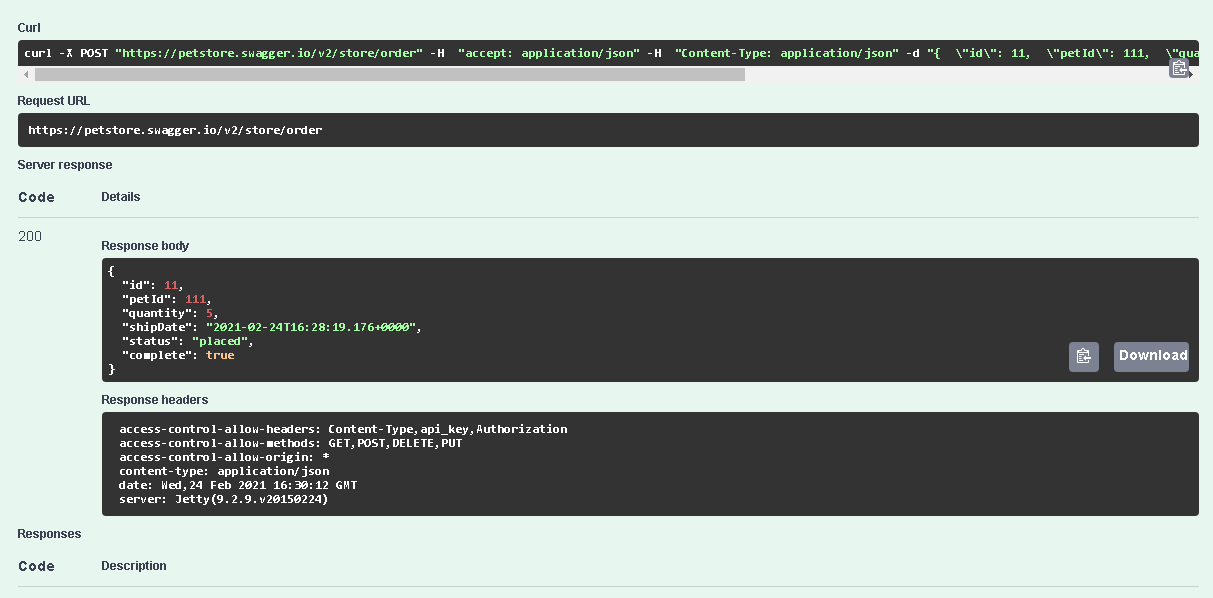 Curl
curl -X POST "https://petstore.swagger.io/v2/store/order" -H  "accept: application/json" -H  "Content-Type: application/json" -d "{  \"id\": 11,  \"petId\": 111,  \"qua
Request URL
https://petstore.swagger.io/v2/store/order
Server response
Code Details
200
Response body
{
  "id": 11,
  "petId": 111,
  "quantity": 5,
  "shipDate": "2021-02-24T16:28:19.176+0000",
  "status": "placed",
  "complete": true
}
Download
Response headers
access-control-allow-headers: Content-Type,api_key,Authorization
access-control-allow-methods: GET,POST,DELETE,PUT
access-control-allow-origin: *
content-type: application/json
date: Wed,24 Feb 2021 16:30:12 GMT
server: Jetty(9.2.9.v20150224)
Responses
Code Description